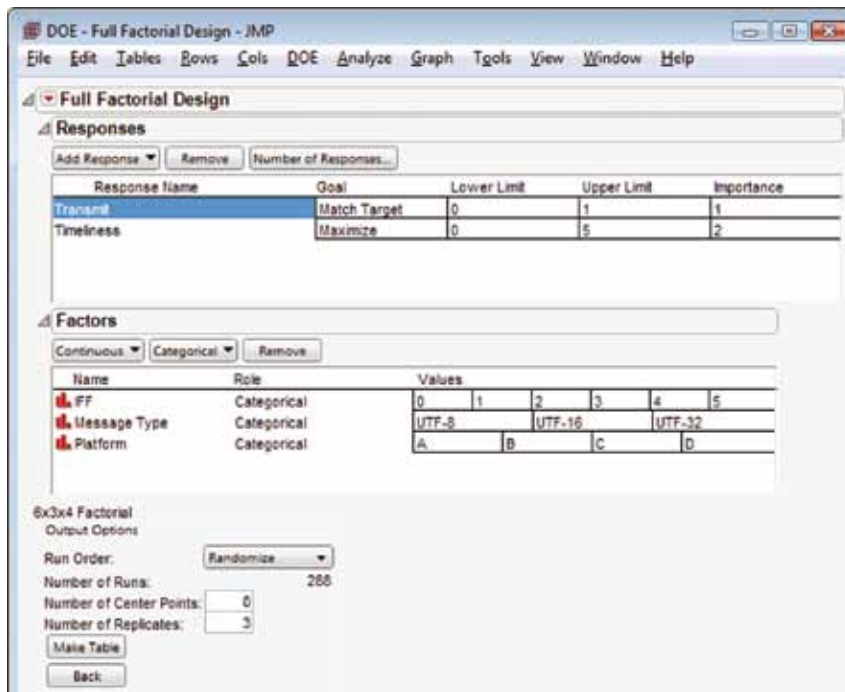 DOE - Full Factorial Design - JMP
File Edit Tables Rows Cols DOE Analyze Graph Tools View Window Help
Full Factorial Design
Responses
Add Response Remove Number of Responses...
Response Name Goal Lower Limit Upper Limit Importance
Transmit Match Target 0 1 1
Timeliness Maximize 0 5 2
Factors
Continuous Categorical Remove
Name Role Values
IFF Categorical 0 1 2 3 4 5
Message Type Categorical UTF-8 UTF-16 UTF-32
Platform Categorical A B C D
6x3x4 Factorial
Output Options
Run Order: Randomize
Number of Runs: 288
Number of Center Points: 0
Number of Replicates: 3
Make Table
Back